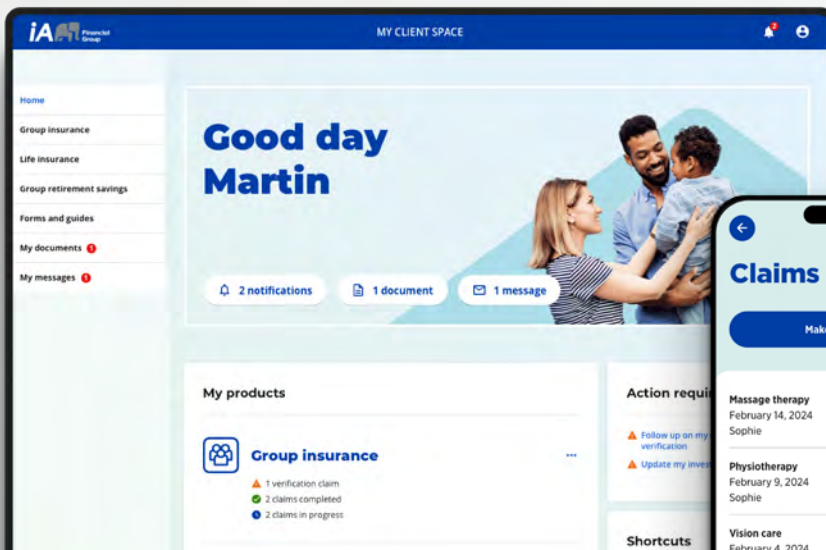 iA Financial Group
MY CLIENT SPACE
2
Home
Group insurance
Life insurance
Group retirement savings
Forms and guides
My documents 1
My messages 1
Good day
Martin
2 notifications
1 document
1 message
My products
Group insurance
1 verification claim
2 claims completed
2 claims in progress
Action requi
Follow up on my
verification
Update my inves
Shortcuts
Claims
Make
Massage therapy
February 14, 2024
Sophie
Physiotherapy
February 9, 2024
Sophie
Vision care
February 4, 2024